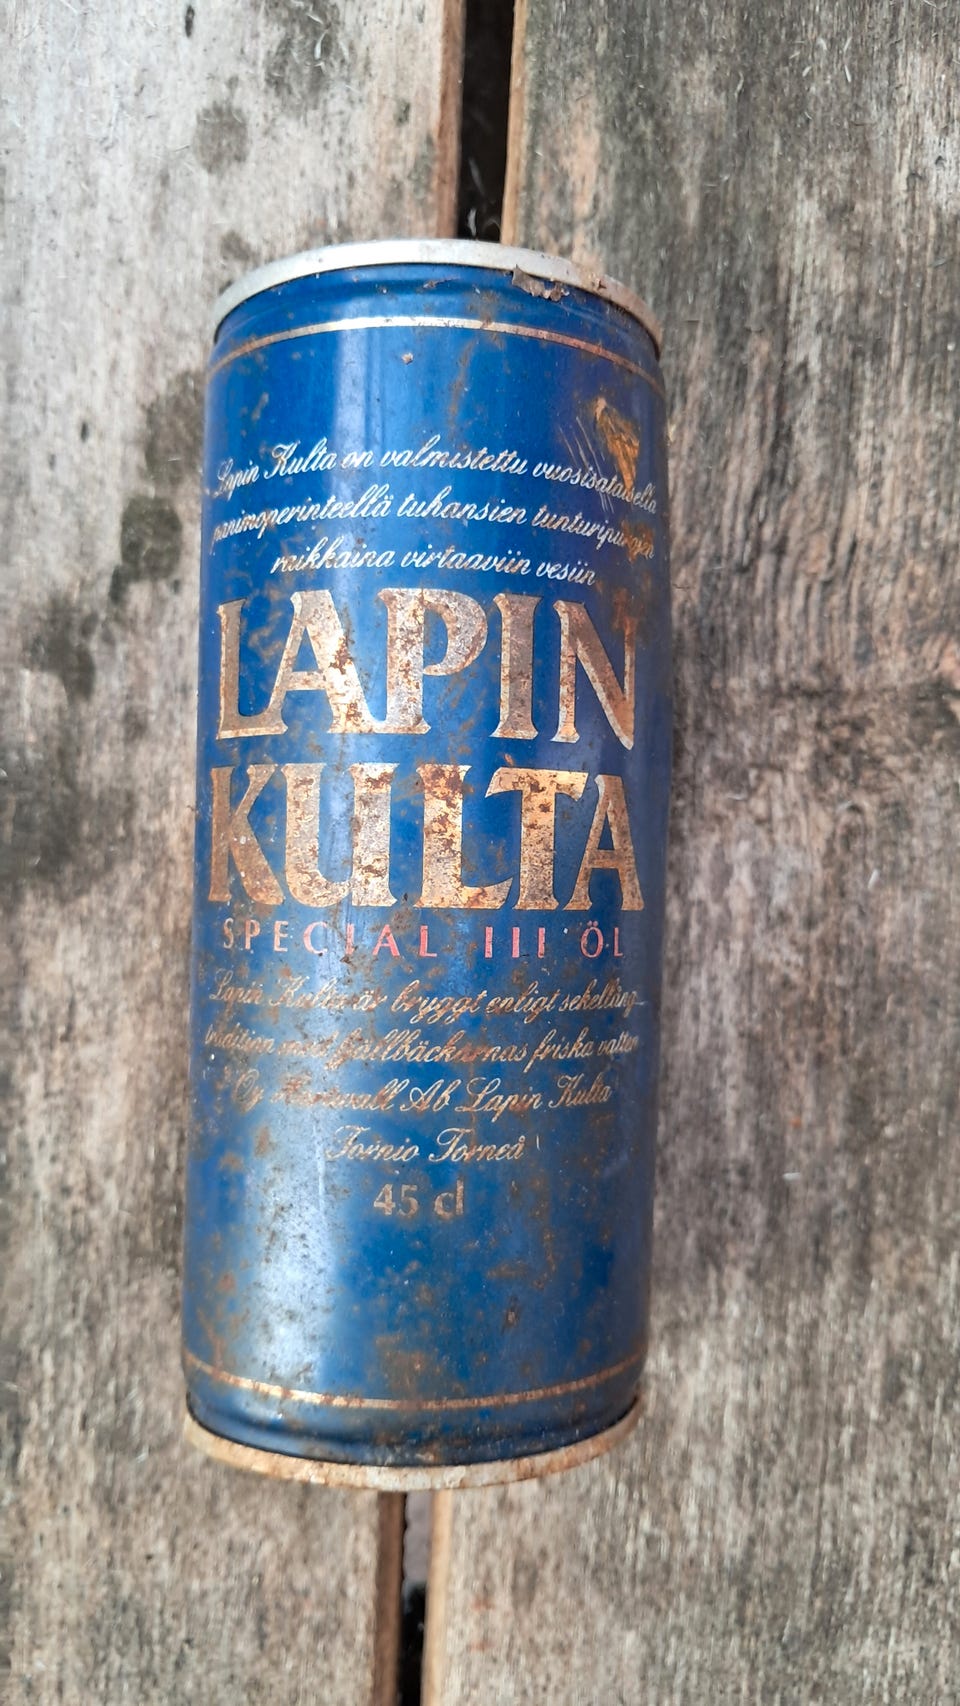 Lapin Kulta on valmistettu vuosisataisella
panimoperinteellä tuhansien tunturipurojen
raikkaina virtaaviin vesiin
LAPIN
KULTA
SPECIAL III ÖL
Lapin Kulta är bryggt enligt sekellång
tradition med fjällbäckarnas friska vatten
Oy Hartwall Ab Lapin Kulta
Tornio Torneå
45 cl